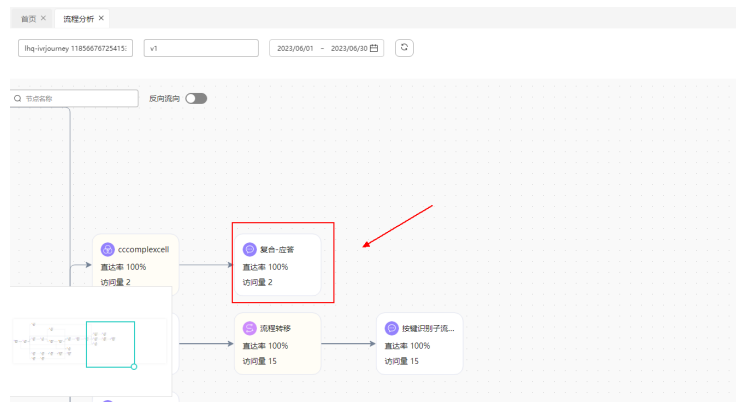 首页 ×
流程分析 ×
lhq-ivrjourney 11856676725415:
v1
2023/06/01 - 2023/06/30
节点名称
反向流向
cccomplexcell
直达率 100%
访问量 2
复合-应答
直达率 100%
访问量 2
流程转移
直达率 100%
访问量 15
按键识别子流...
直达率 100%
访问量 15